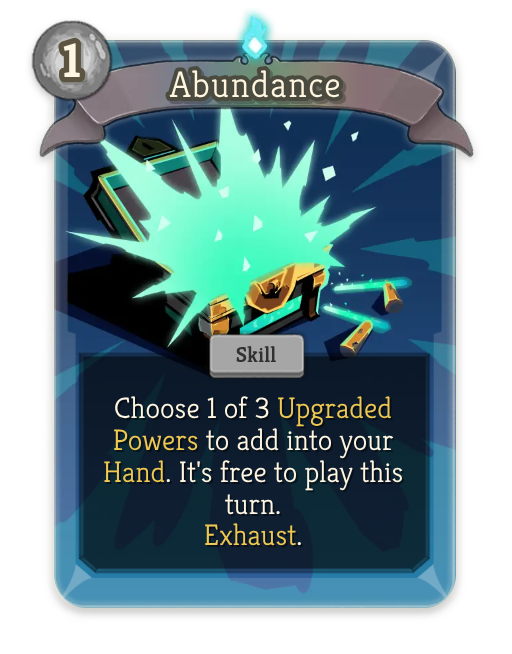 1
Abundance
Skill
Choose 1 of 3 Upgraded
Powers to add into your
Hand. It's free to play this
turn.
Exhaust.